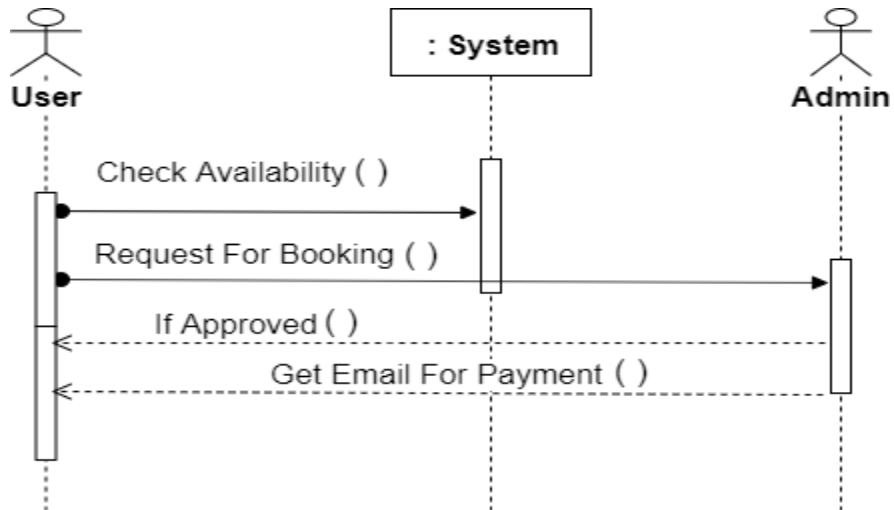 : System
User
Admin
Check Availability ( )
Request For Booking ( )
If Approved ( )
Get Email For Payment ( )